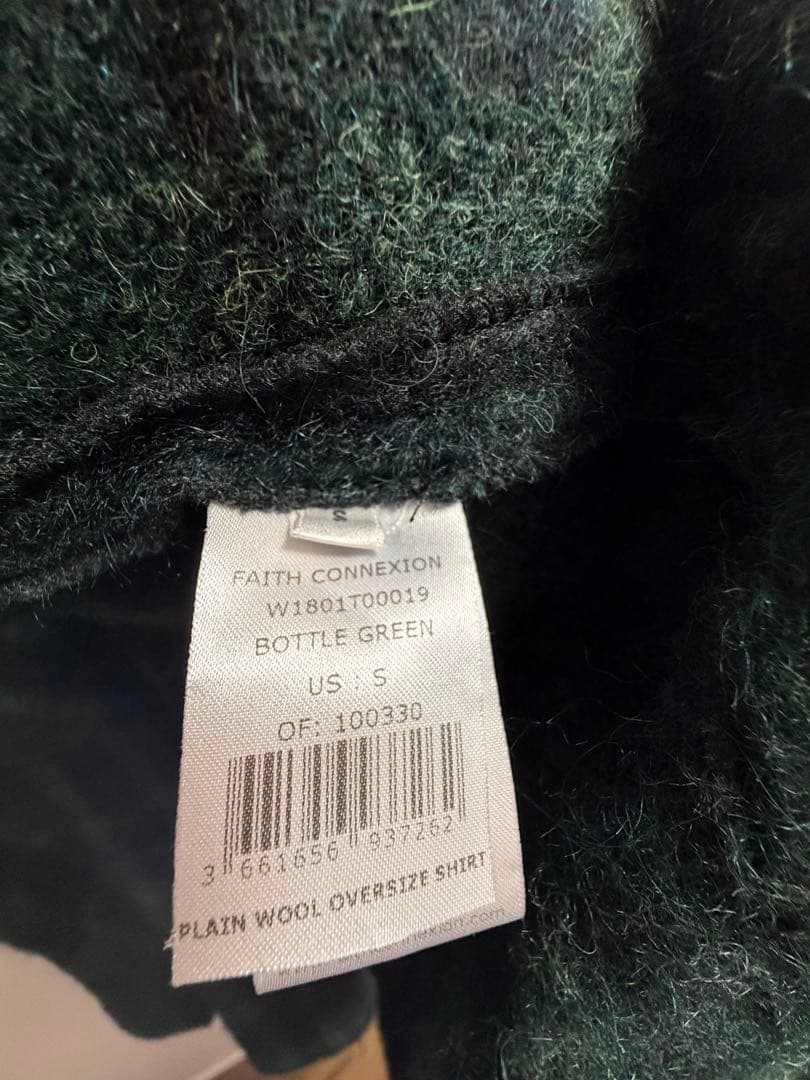 S
FAITH CONNEXION
W1801T00019
BOTTLE GREEN
US : S
OF: 100330
3 661656 937262
PLAIN WOOL OVERSIZE SHIRT